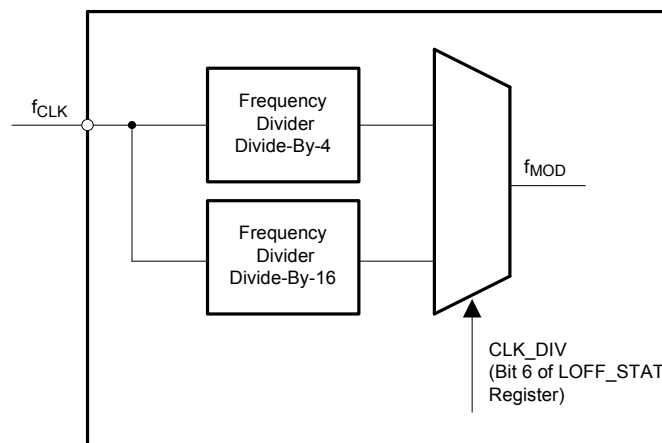 f_CLK
Frequency
Divider
Divide-By-4
f_MOD
Frequency
Divider
Divide-By-16
CLK_DIV
(Bit 6 of LOFF_STAT
Register)